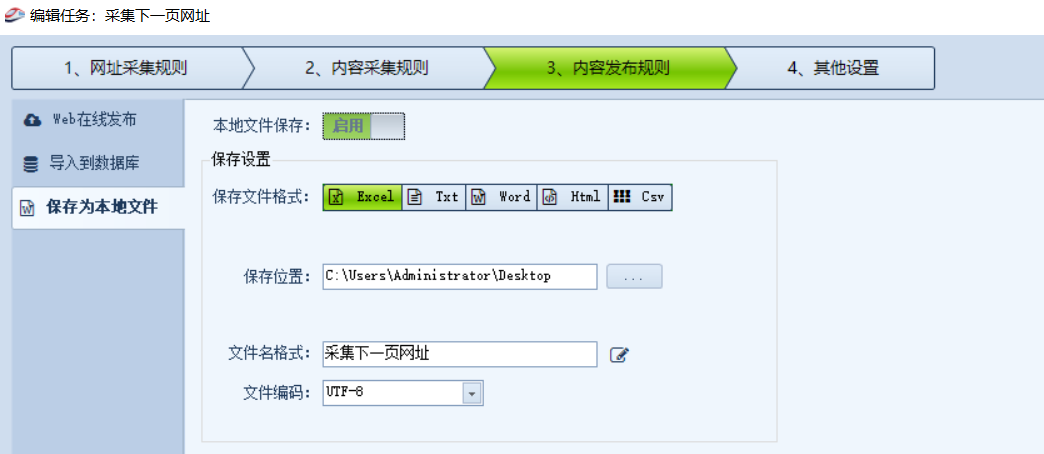 编辑任务：采集下一页网址
1、网址采集规则 2、内容采集规则 3、内容发布规则 4、其他设置
Web在线发布
导入到数据库
保存为本地文件
本地文件保存： 启用
保存设置
保存文件格式： Excel Txt Word Html Csv
保存位置： C:\Users\Administrator\Desktop ...
文件名格式： 采集下一页网址
文件编码： UTF-8